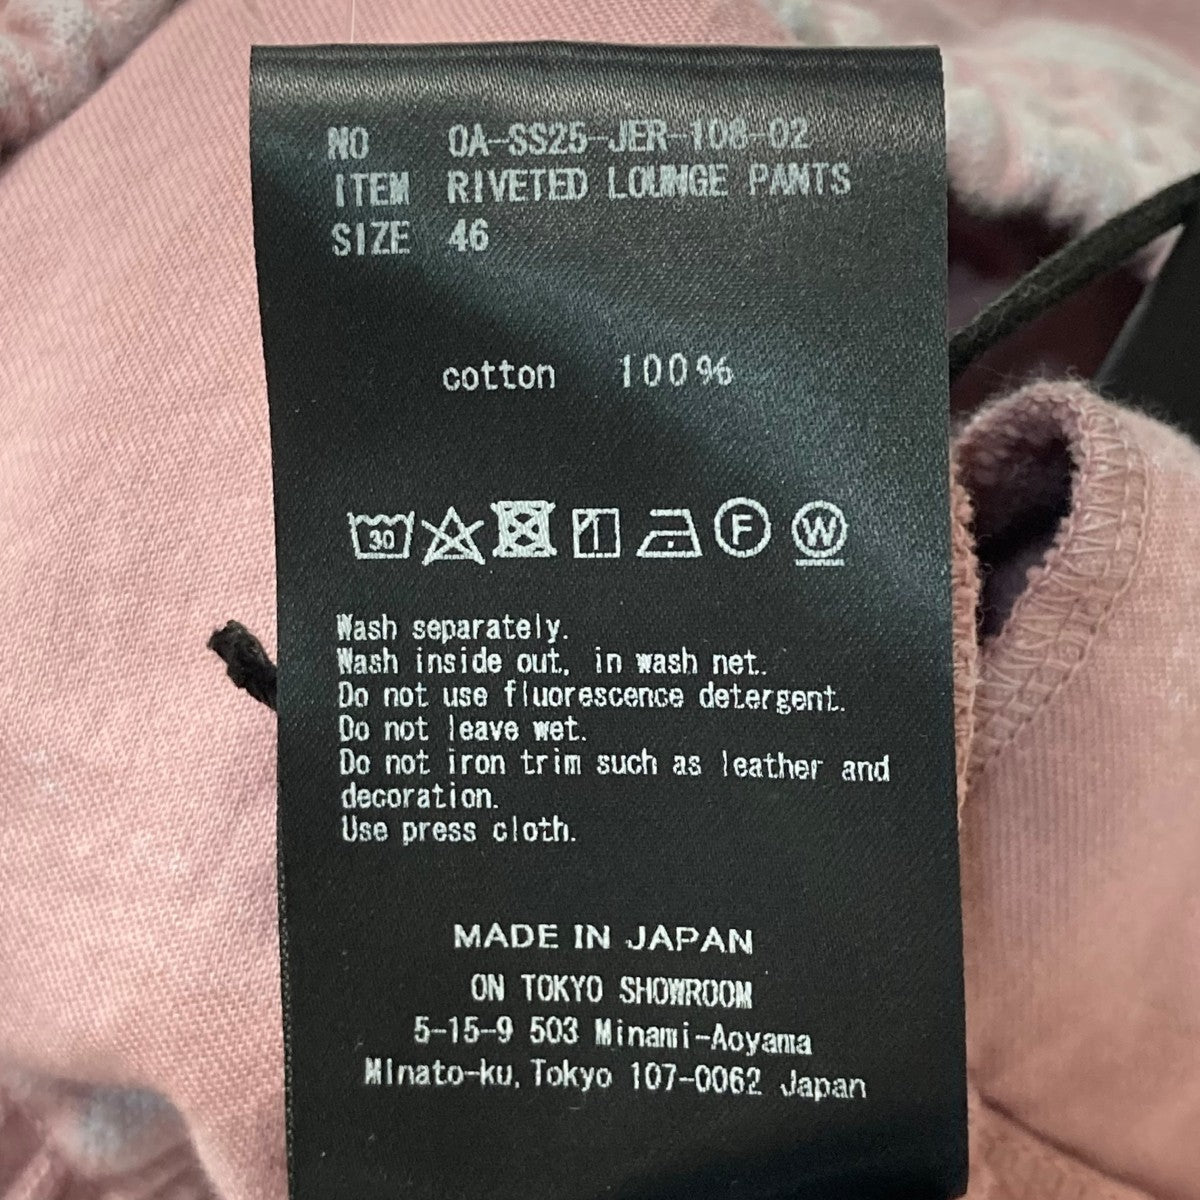 NO OA-SS25-JER-108-02
ITEM RIVETED LOUNGE PANTS
SIZE 46
cotton 100%
30 F W
Wash separately.
Wash inside out, in wash net.
Do not use fluorescence detergent.
Do not leave wet.
Do not iron trim such as leather and
decoration.
Use press cloth.
MADE IN JAPAN
ON TOKYO SHOWROOM
5-15-9 503 Minami-Aoyama
Minato-ku, Tokyo 107-0062 Japan